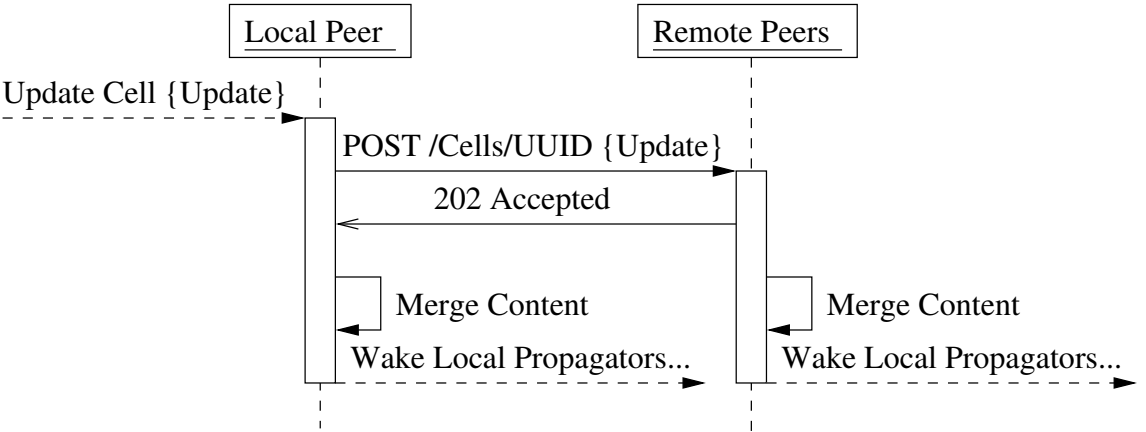 Local Peer
Remote Peers
Update Cell {Update}
POST /Cells/UUID {Update}
202 Accepted
Merge Content
Merge Content
Wake Local Propagators...
Wake Local Propagators...